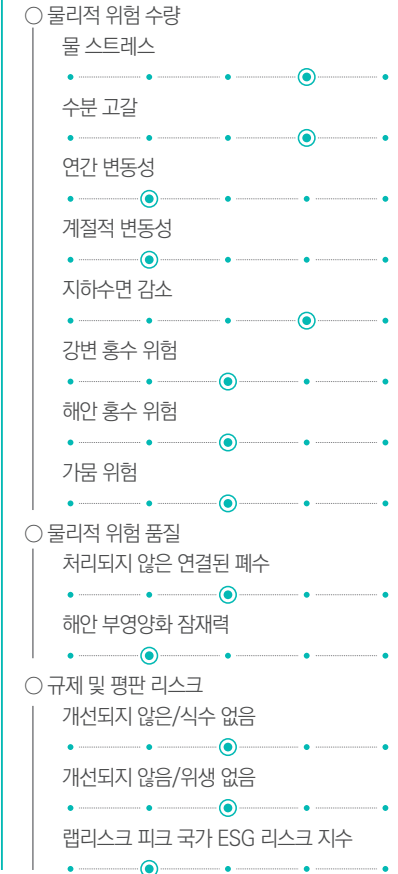 ○ 물리적 위험 수량
물 스트레스
수분 고갈
연간 변동성
계절적 변동성
지하수면 감소
강변 홍수 위험
해안 홍수 위험
가뭄 위험
○ 물리적 위험 품질
처리되지 않은 연결된 폐수
해안 부영양화 잠재력
○ 규제 및 평판 리스크
개선되지 않은/식수 없음
개선되지 않음/위생 없음
랩리스크 피크 국가 ESG 리스크 지수